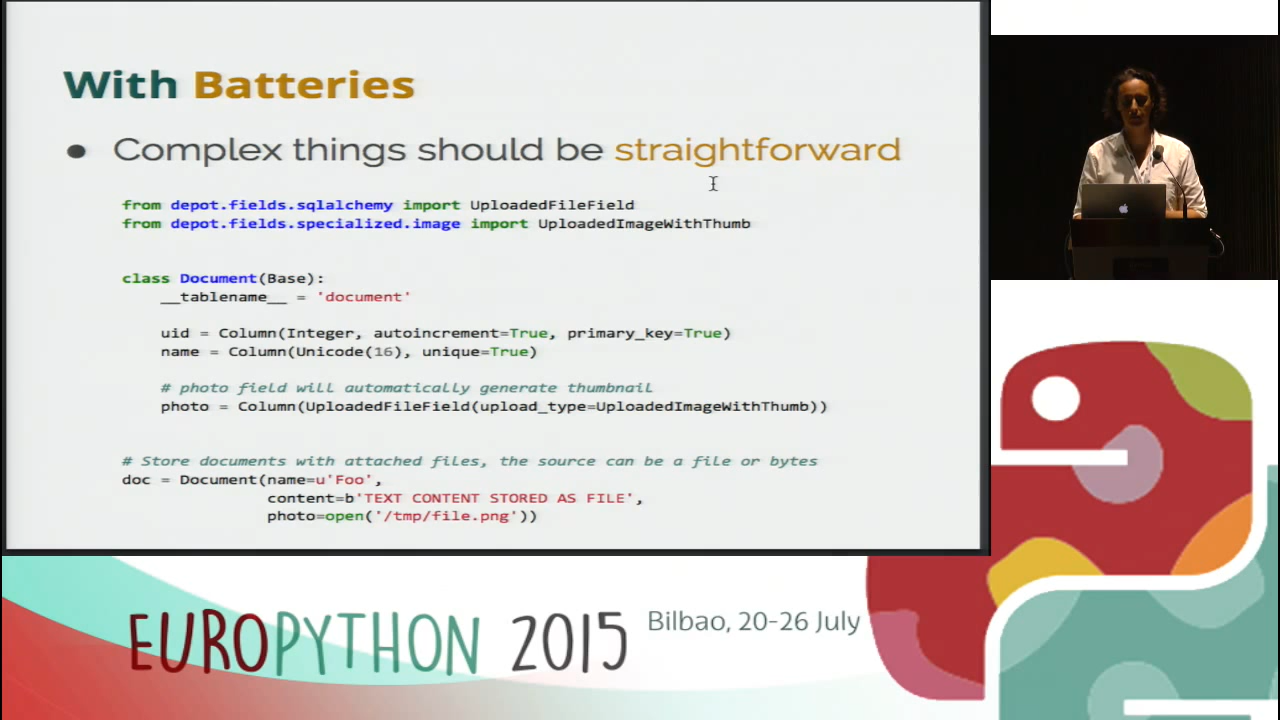 With Batteries
● Complex things should be straightforward
from depot.fields.sqlalchemy import UploadedFileField
from depot.fields.specialized.image import UploadedImageWithThumb
class Document(Base):
__tablename__ = 'document'
uid = Column(Integer, autoincrement=True, primary_key=True)
name = Column(Unicode(16), unique=True)
# photo field will automatically generate thumbnail
photo = Column(UploadedFileField(upload_type=UploadedImageWithThumb))
# Store documents with attached files, the source can be a file or bytes
doc = Document(name=u'Foo',
content=b'TEXT CONTENT STORED AS FILE',
photo=open('/tmp/file.png'))
EUROPYTHON 2015
Bilbao, 20-26 July